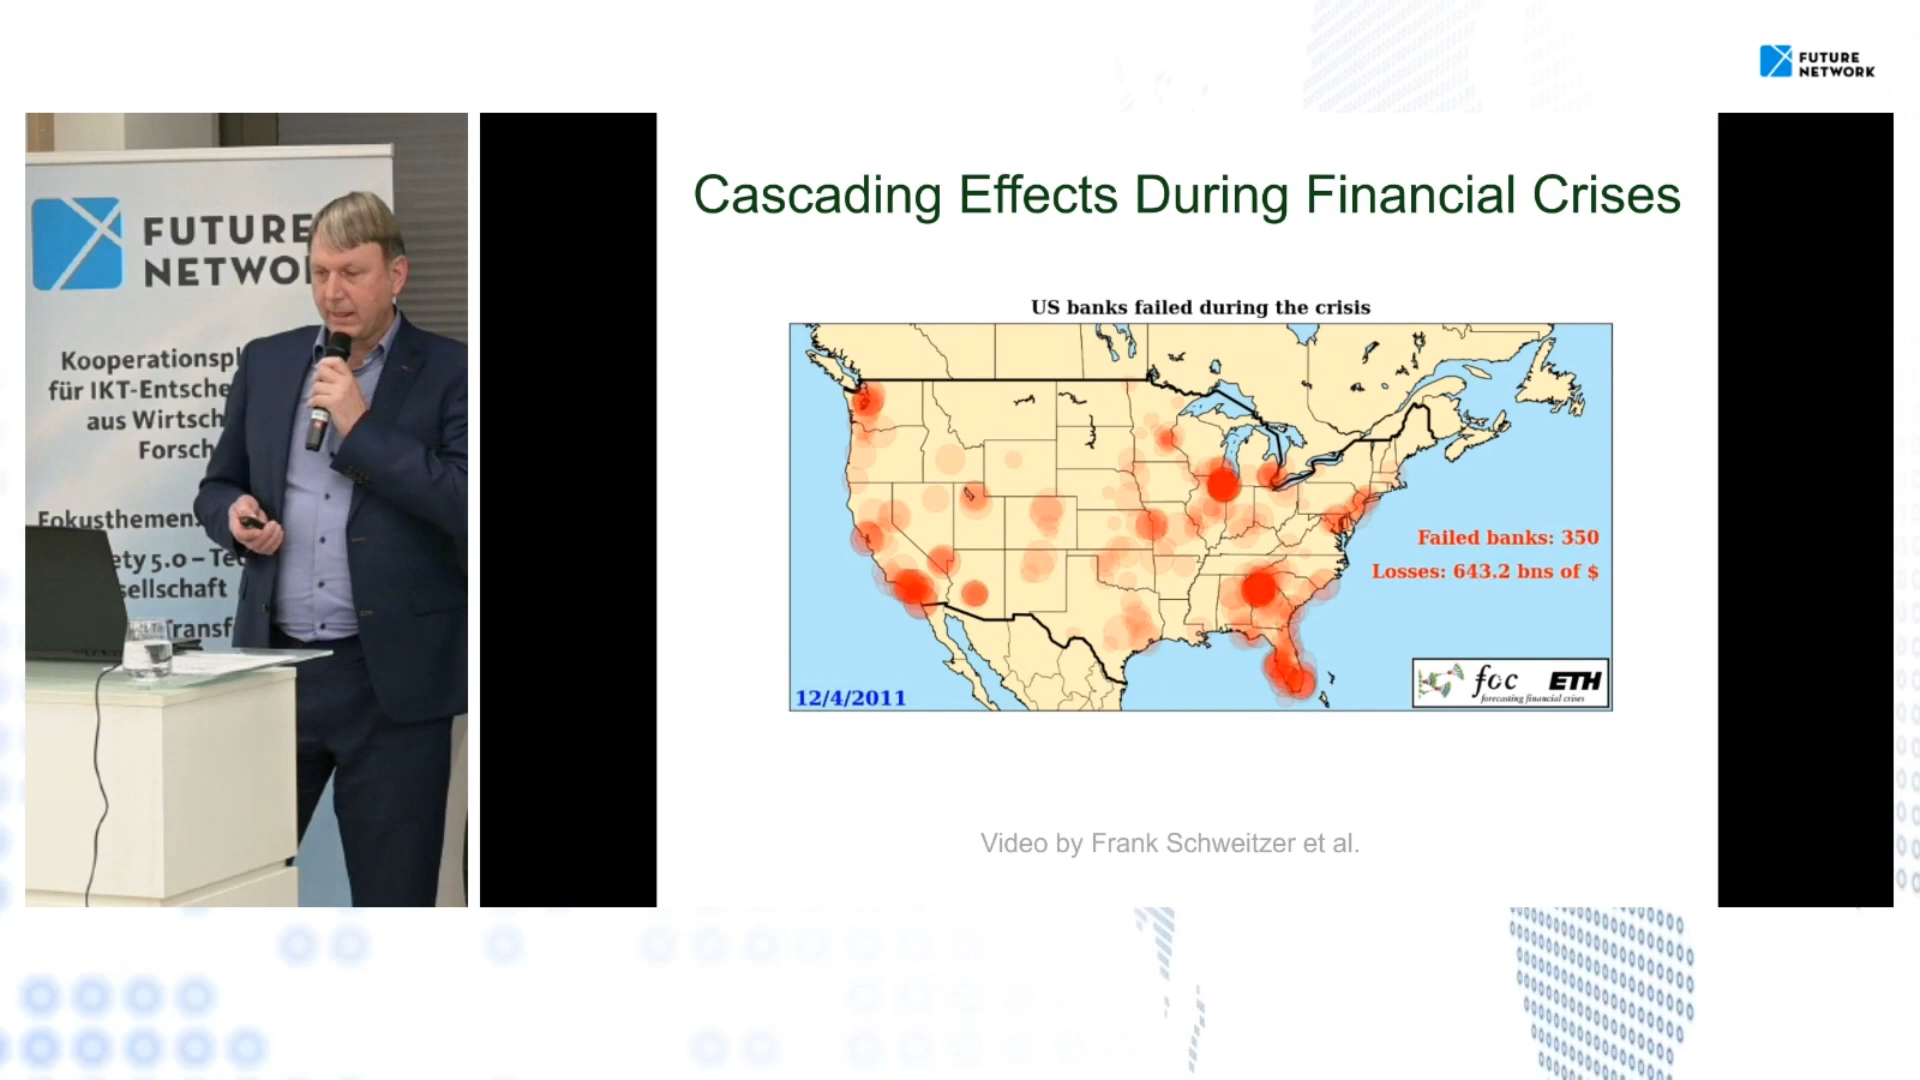 FUTURE
NETWORK
FUTURE
NETWO
Kooperationspl
für IKT-Entsche
aus Wirtsch
Forsch
Fokusthemen:
ety 5.0 – Te
sellschaft
Transf
Cascading Effects During Financial Crises
US banks failed during the crisis
Failed banks: 350
Losses: 643.2 bns of $
12/4/2011
foc ETH
forecasting financial crises
Video by Frank Schweitzer et al.